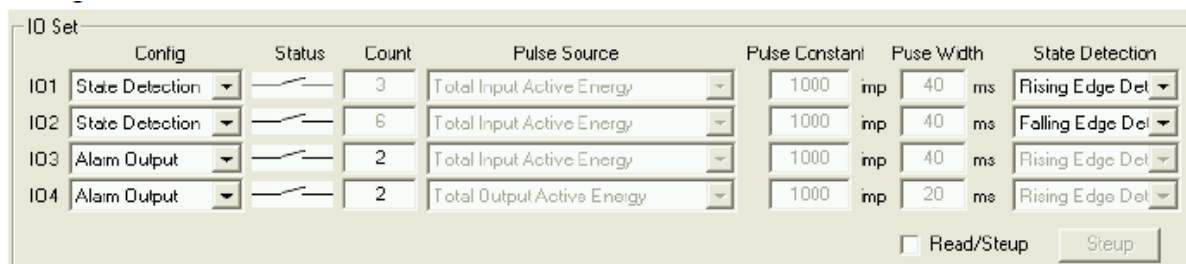 IO Set
Config Status Count Pulse Source Pulse Constant Puse Width State Detection
IO1 State Detection 3 Total Input Active Energy 1000 imp 40 ms Rising Edge Det
IO2 State Detection 6 Total Input Active Energy 1000 imp 40 ms Falling Edge Det
IO3 Alarm Output 2 Total Input Active Energy 1000 imp 40 ms Rising Edge Det
IO4 Alarm Output 2 Total Output Active Energy 1000 imp 20 ms Rising Edge Det
Read/Steup Steup